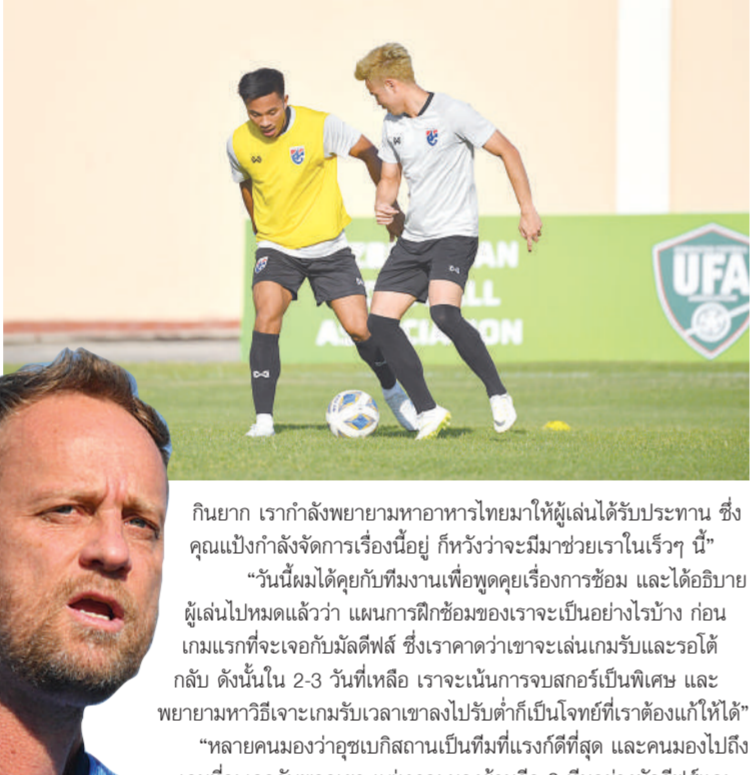 UFA
กินยาก เรากำลังพยายามหาอาหารไทยมาให้ผู้เล่นได้รับประทาน ซึ่ง
คุณแป้งกำลังจัดการเรื่องนี้อยู่ ก็หวังว่าจะมีมาช่วยเราในเร็วๆ นี้”
“วันนี้ผมได้คุยกับทีมงานเพื่อพูดคุยเรื่องการซ้อม และได้อธิบาย
ผู้เล่นไปหมดแล้วว่า แผนการฝึกซ้อมของเราจะเป็นอย่างไรบ้าง ก่อน
เกมแรกที่จะเจอกับมัลดีฟส์ ซึ่งเราคาดว่าเขาจะเล่นเกมรับและรอโต้
กลับ ดังนั้นใน 2-3 วันที่เหลือ เราจะเน้นการจบสกอร์เป็นพิเศษ และ
พยายามหาวิธีเจาะเกมรับเวลาเขาลงไปรับต่ำก็เป็นโจทย์ที่เราต้องแก้ให้ได้”
“หลายคนมองว่าอุซเบกิสถานเป็นทีมที่แรงก์ดีที่สุด และคนมองไปถึง